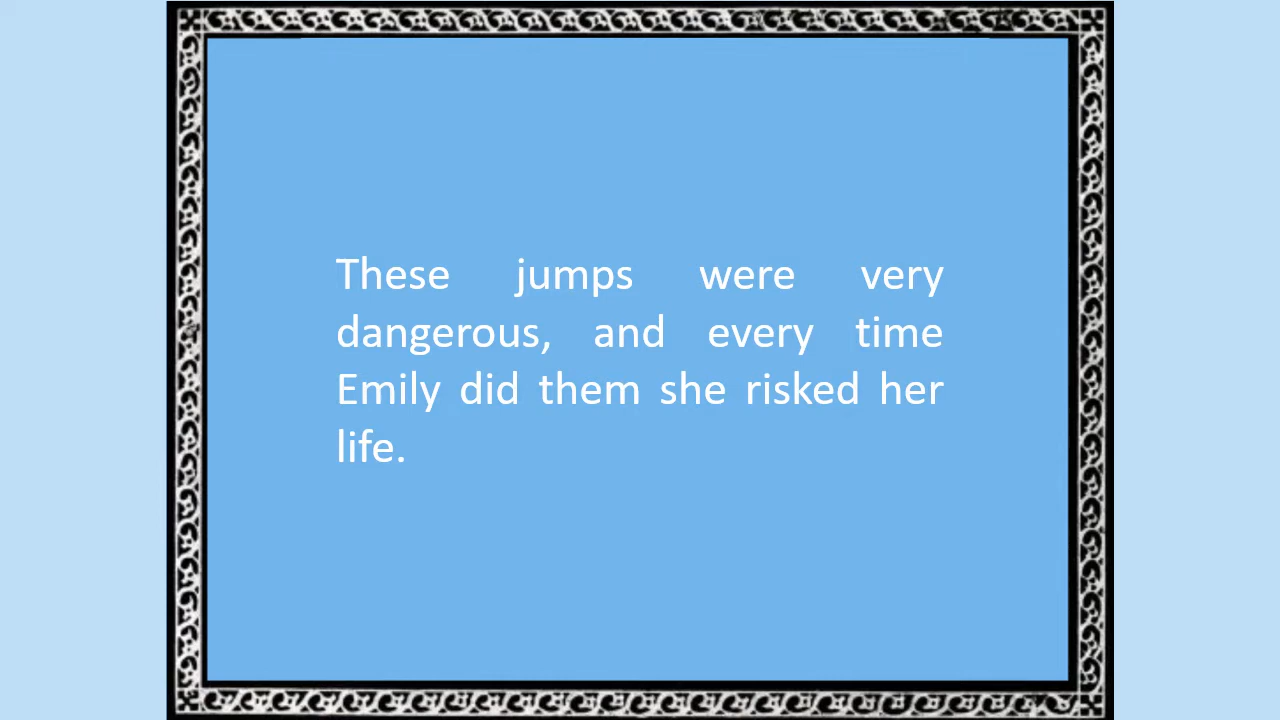 These jumps were very
dangerous, and every time
Emily did them she risked her
life.